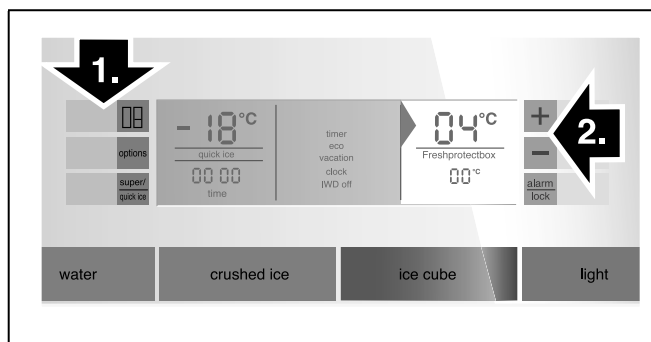 1.
2.
options
super/
quick ice
- 18°C
quick ice
00 00
time
timer
eco
vacation
clock
IWD off
04°C
Freshprotectbox
00°C
+
-
alarm
lock
water
crushed ice
ice cube
light